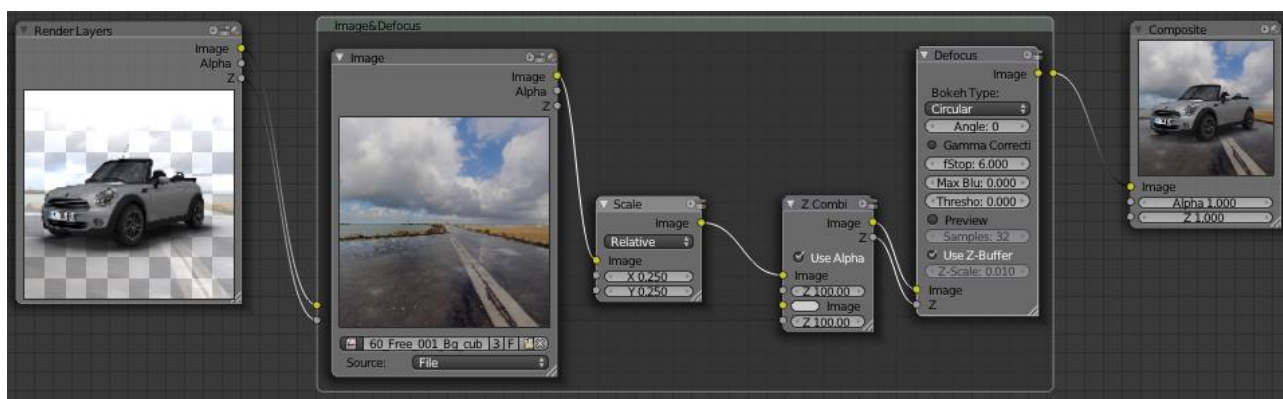 Render Layers
Image
Alpha
Z
Image&Defocus
Image
Image
Alpha
Z
60_Free_001_Bg_cub 3 F
Source: File
Scale
Image
Relative
Image
X 0.250
Y 0.250
Z Combi
Image
Z
Use Alpha
Image
Z 100.00
Image
Z 100.00
Defocus
Image
Bokeh Type:
Circular
Angle: 0
Gamma Correcti
fStop: 6.000
Max Blu: 0.000
Thresho: 0.000
Preview
Samples: 32
Use Z-Buffer
Z-Scale: 0.010
Image
Z
Composite
Image
Alpha 1.000
Z 1.000